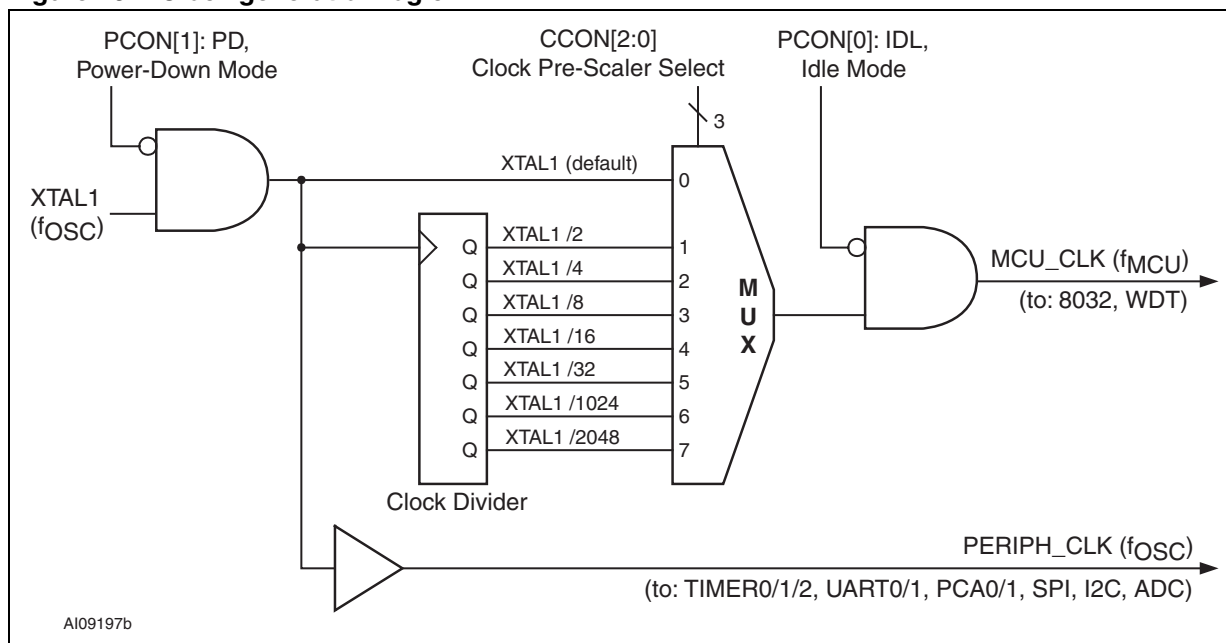 PCON[1]: PD,
Power-Down Mode
CCON[2:0]
Clock Pre-Scaler Select
PCON[0]: IDL,
Idle Mode
3
XTAL1
(fOSC)
XTAL1 (default)
0
Q XTAL1 /2 1
Q XTAL1 /4 2
Q XTAL1 /8 3
Q XTAL1 /16 4
Q XTAL1 /32 5
Q XTAL1 /1024 6
Q XTAL1 /2048 7
M
U
X
Clock Divider
MCU_CLK (fMCU)
(to: 8032, WDT)
PERIPH_CLK (fOSC)
(to: TIMER0/1/2, UART0/1, PCA0/1, SPI, I2C, ADC)
AI09197b